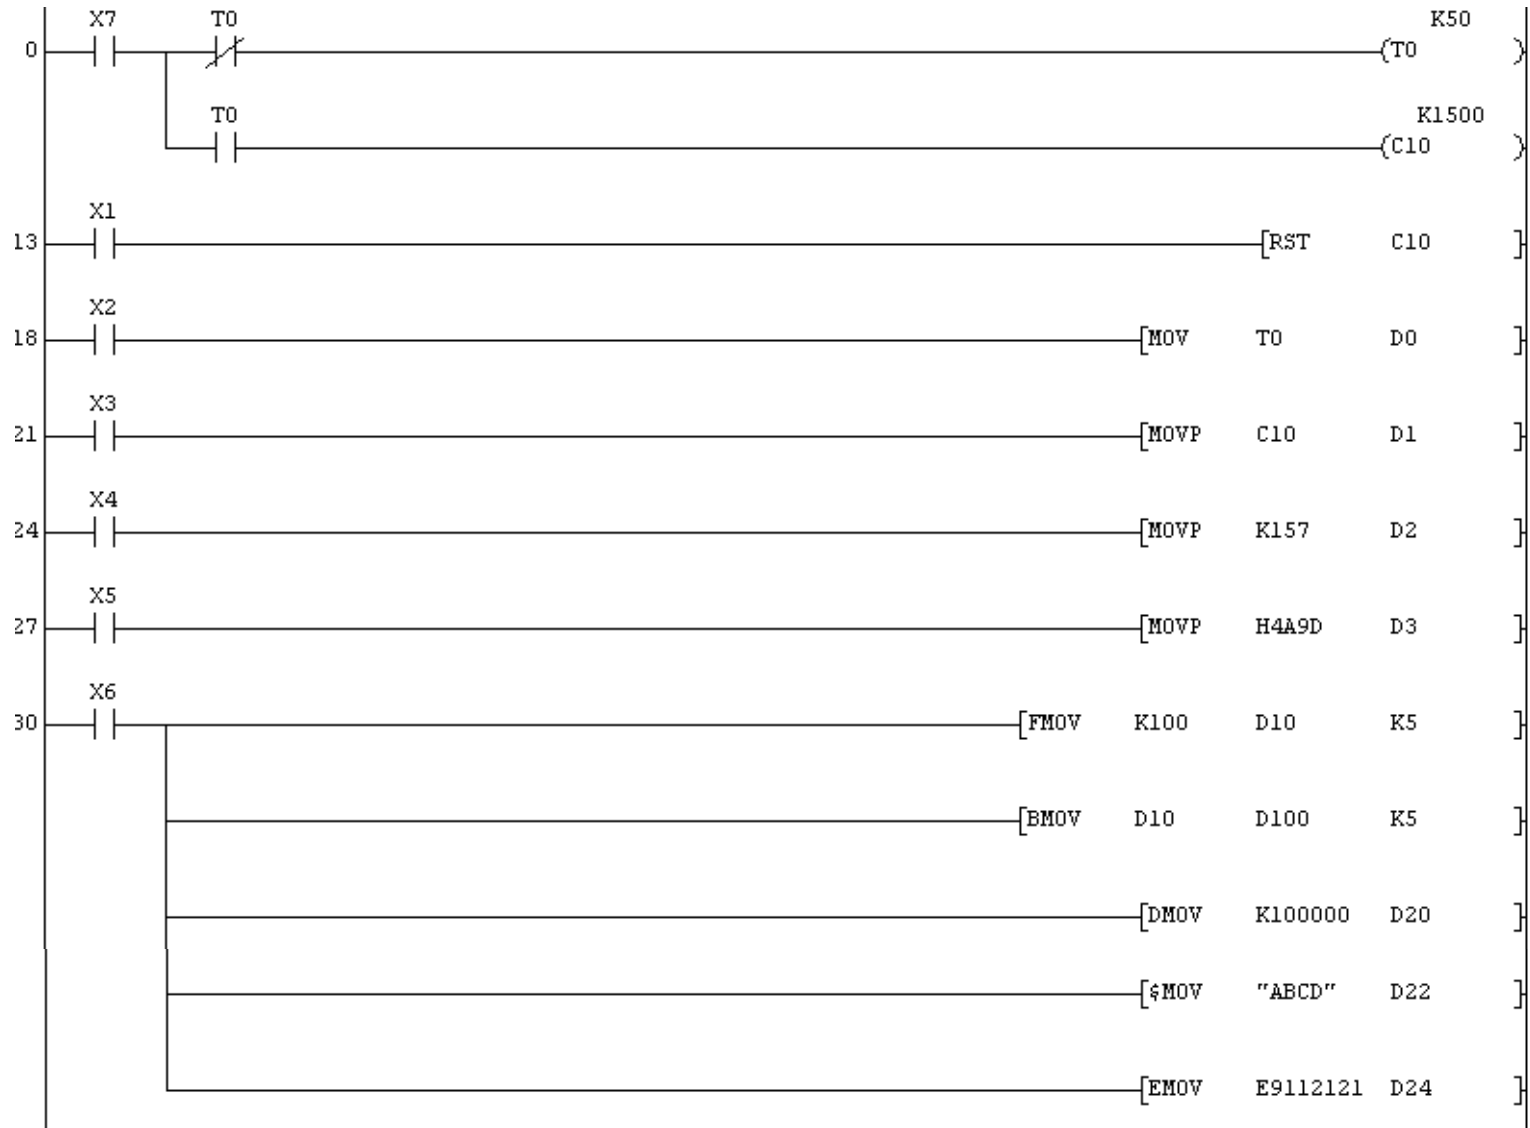 X7 T0 K50
0 (T0 )
T0 K1500
(C10 )
X1
13 [RST C10 ]
X2
18 [MOV T0 D0 ]
X3
21 [MOVP C10 D1 ]
X4
24 [MOVP K157 D2 ]
X5
27 [MOVP H4A9D D3 ]
X6
30 [FMOV K100 D10 K5 ]
[BMOV D10 D100 K5 ]
[DMOV K100000 D20 ]
[$MOV "ABCD" D22 ]
[EMOV E9112121 D24 ]